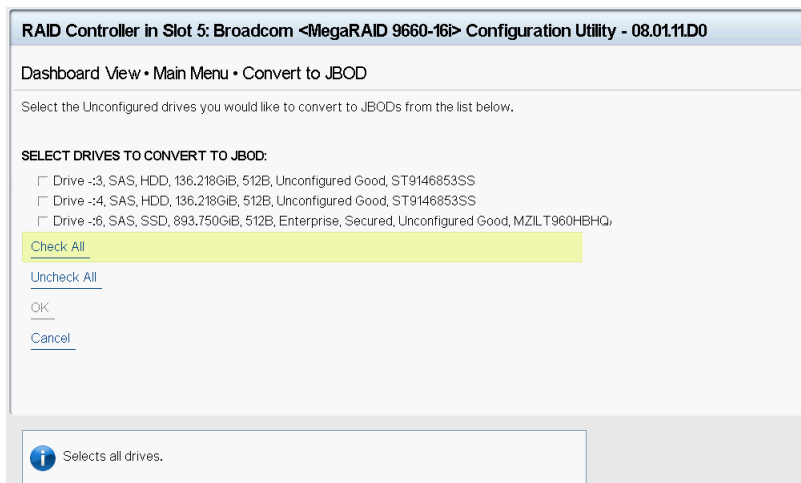 RAID Controller in Slot 5: Broadcom <MegaRAID 9660-16i> Configuration Utility - 08.01.11.D0
Dashboard View • Main Menu • Convert to JBOD
Select the Unconfigured drives you would like to convert to JBODs from the list below.
SELECT DRIVES TO CONVERT TO JBOD:
Drive -:3, SAS, HDD, 136.218GiB, 512B, Unconfigured Good, ST9146853SS
Drive -:4, SAS, HDD, 136.218GiB, 512B, Unconfigured Good, ST9146853SS
Drive -:6, SAS, SSD, 893.750GiB, 512B, Enterprise, Secured, Unconfigured Good, MZILT960HBHQ
Check All
Uncheck All
OK
Cancel
Selects all drives.